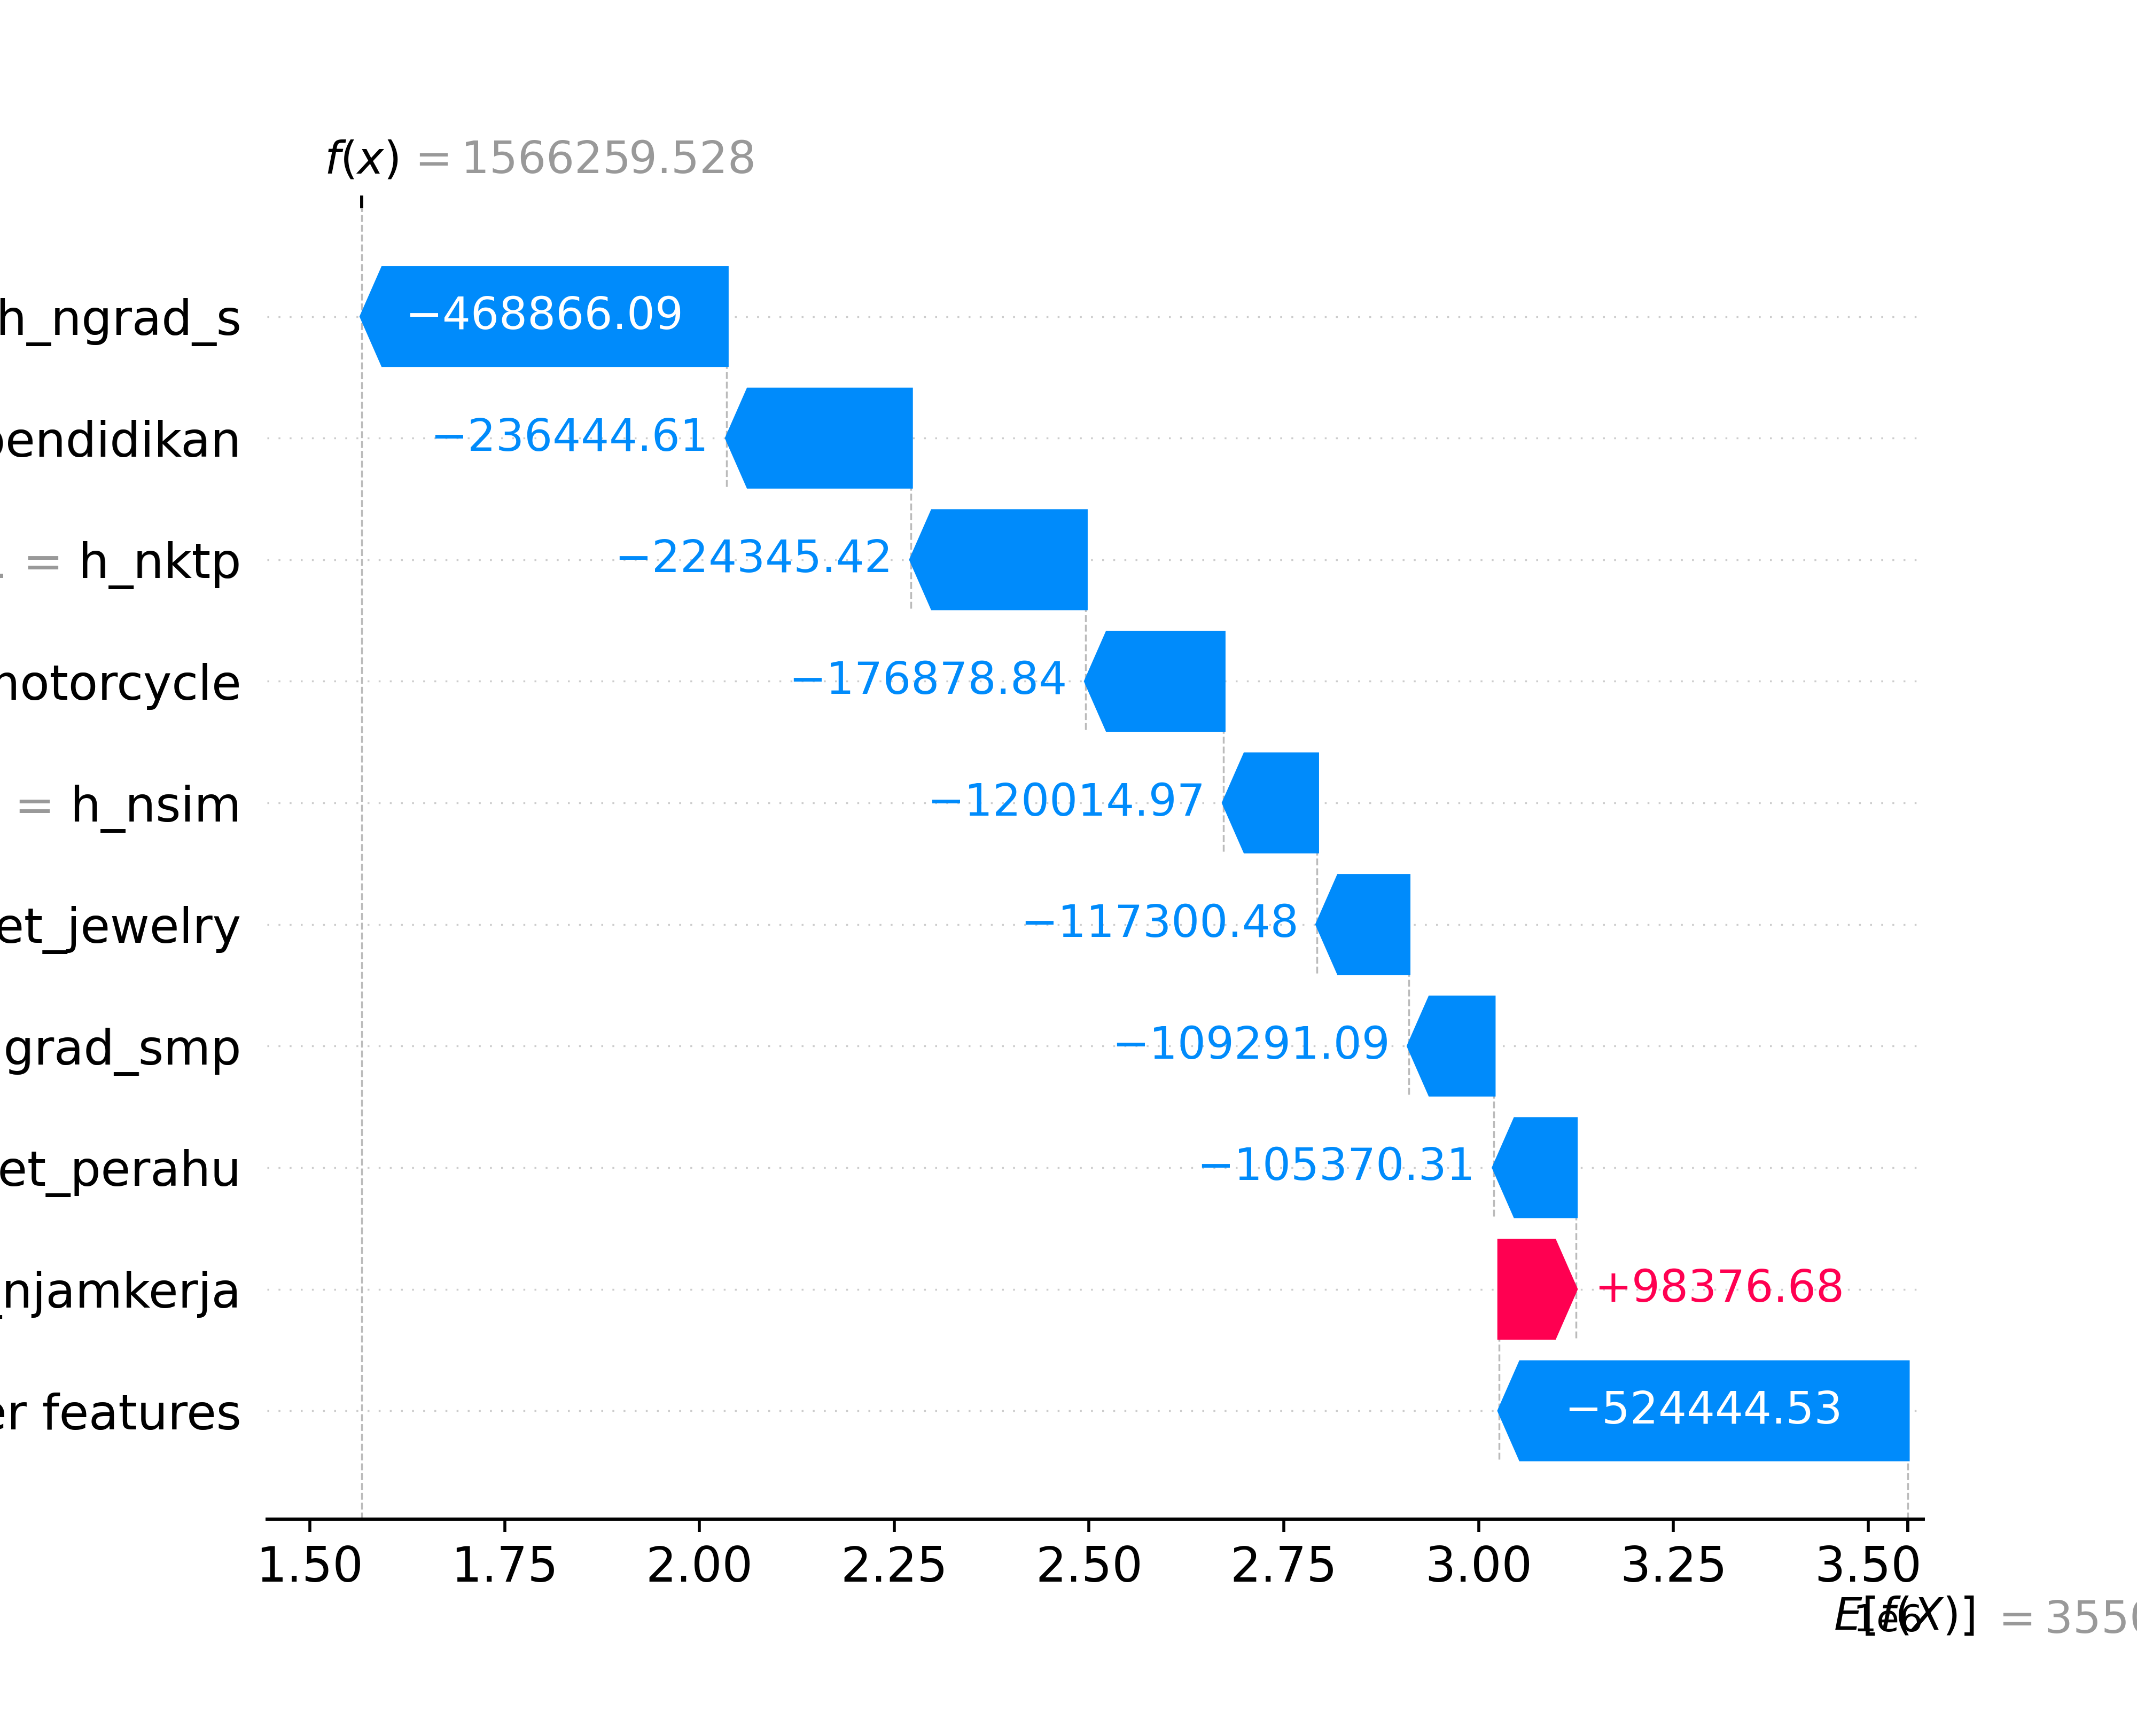 f(x) = 1566259.528
h_ngrad_s −468866.09
pendidikan −236444.61
= h_nktp −224345.42
motorcycle −176878.84
= h_nsim −120014.97
et_jewelry −117300.48
grad_smp −109291.09
et_perahu −105370.31
njamkerja +98376.68
er features −524444.53
1.50 1.75 2.00 2.25 2.50 2.75 3.00 3.25 3.50
1e6
E[f(X)] = 3550